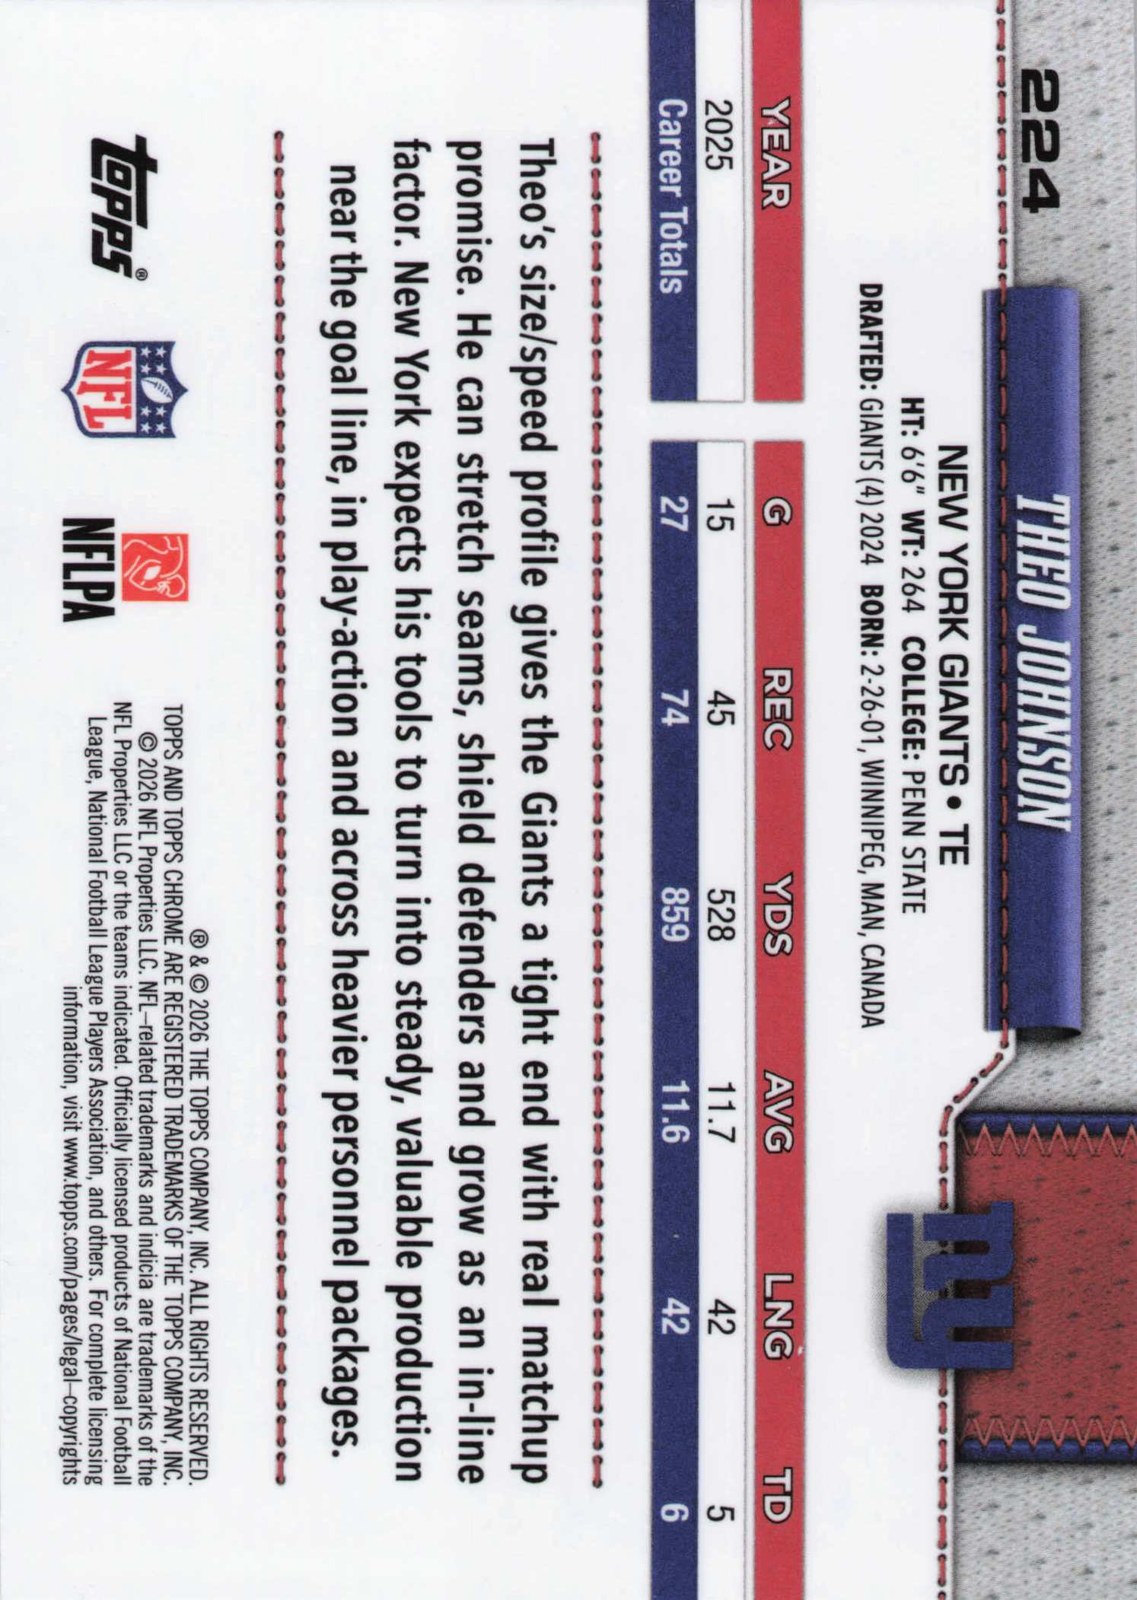 224
THEO JOHNSON
NEW YORK GIANTS • TE
HT: 6'6" WT: 264 COLLEGE: PENN STATE
DRAFTED: GIANTS (4) 2024 BORN: 2-26-01, WINNIPEG, MAN, CANADA
ny
YEAR G REC YDS AVG LNG TD
2025 15 45 528 11.7 42 5
Career Totals 27 74 859 11.6 42 6
Theo's size/speed profile gives the Giants a tight end with real matchup
promise. He can stretch seams, shield defenders and grow as an in-line
factor. New York expects his tools to turn into steady, valuable production
near the goal line, in play-action and across heavier personnel packages.
topps®
NFL
NFLPA
® & © 2026 THE TOPPS COMPANY, INC. ALL RIGHTS RESERVED.
TOPPS AND TOPPS CHROME ARE REGISTERED TRADEMARKS OF THE TOPPS COMPANY, INC.
© 2026 NFL Properties LLC. NFL-related trademarks and indicia are trademarks of the
NFL Properties LLC or the teams indicated. Officially licensed products of National Football
League, National Football League Players Association, and others. For complete licensing
information, visit www.topps.com/pages/legal-copyrights